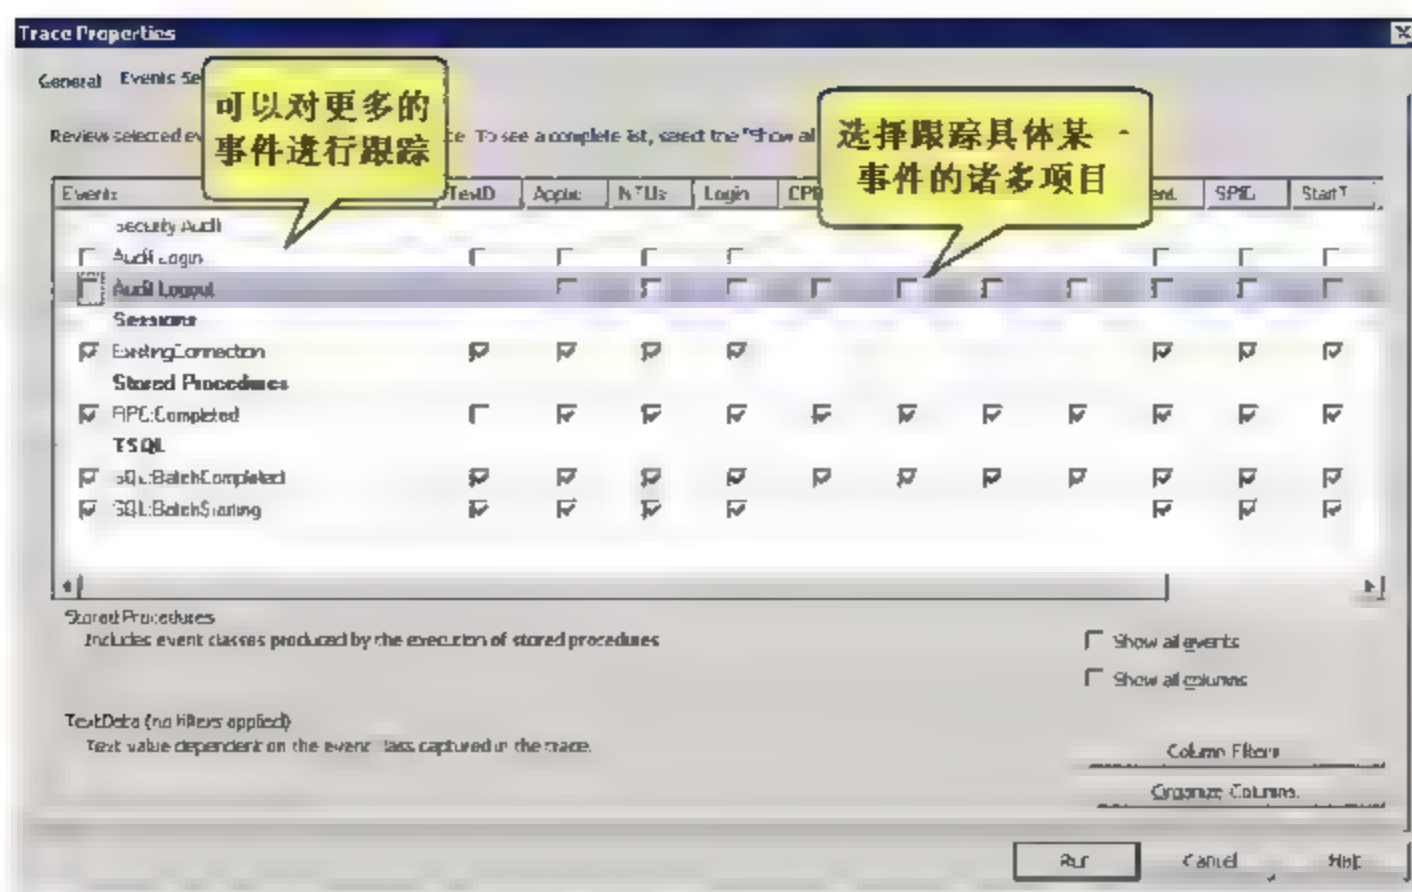 Trace Properties
General Events Se
可以对更多的
事件进行跟踪
Review selected ev
To see a complete list, select the "Show all
选择跟踪具体某一
事件的诸多项目
Events TextD Login CPU SPID StartT
Security Audit
Audit Login
Audit Logout
Sessions
ExistingConnection
Stored Procedures
RPC:Completed
TSQL
SQL:BatchCompleted
SQL:BatchStarting
Stored Procedures
Includes event classes produced by the execution of stored procedures
Show all events
Show all columns
TextData (no filters applied)
Text value dependent on the event class captured in the trace.
Column Filters
Organize Columns.
Run Cancel Help